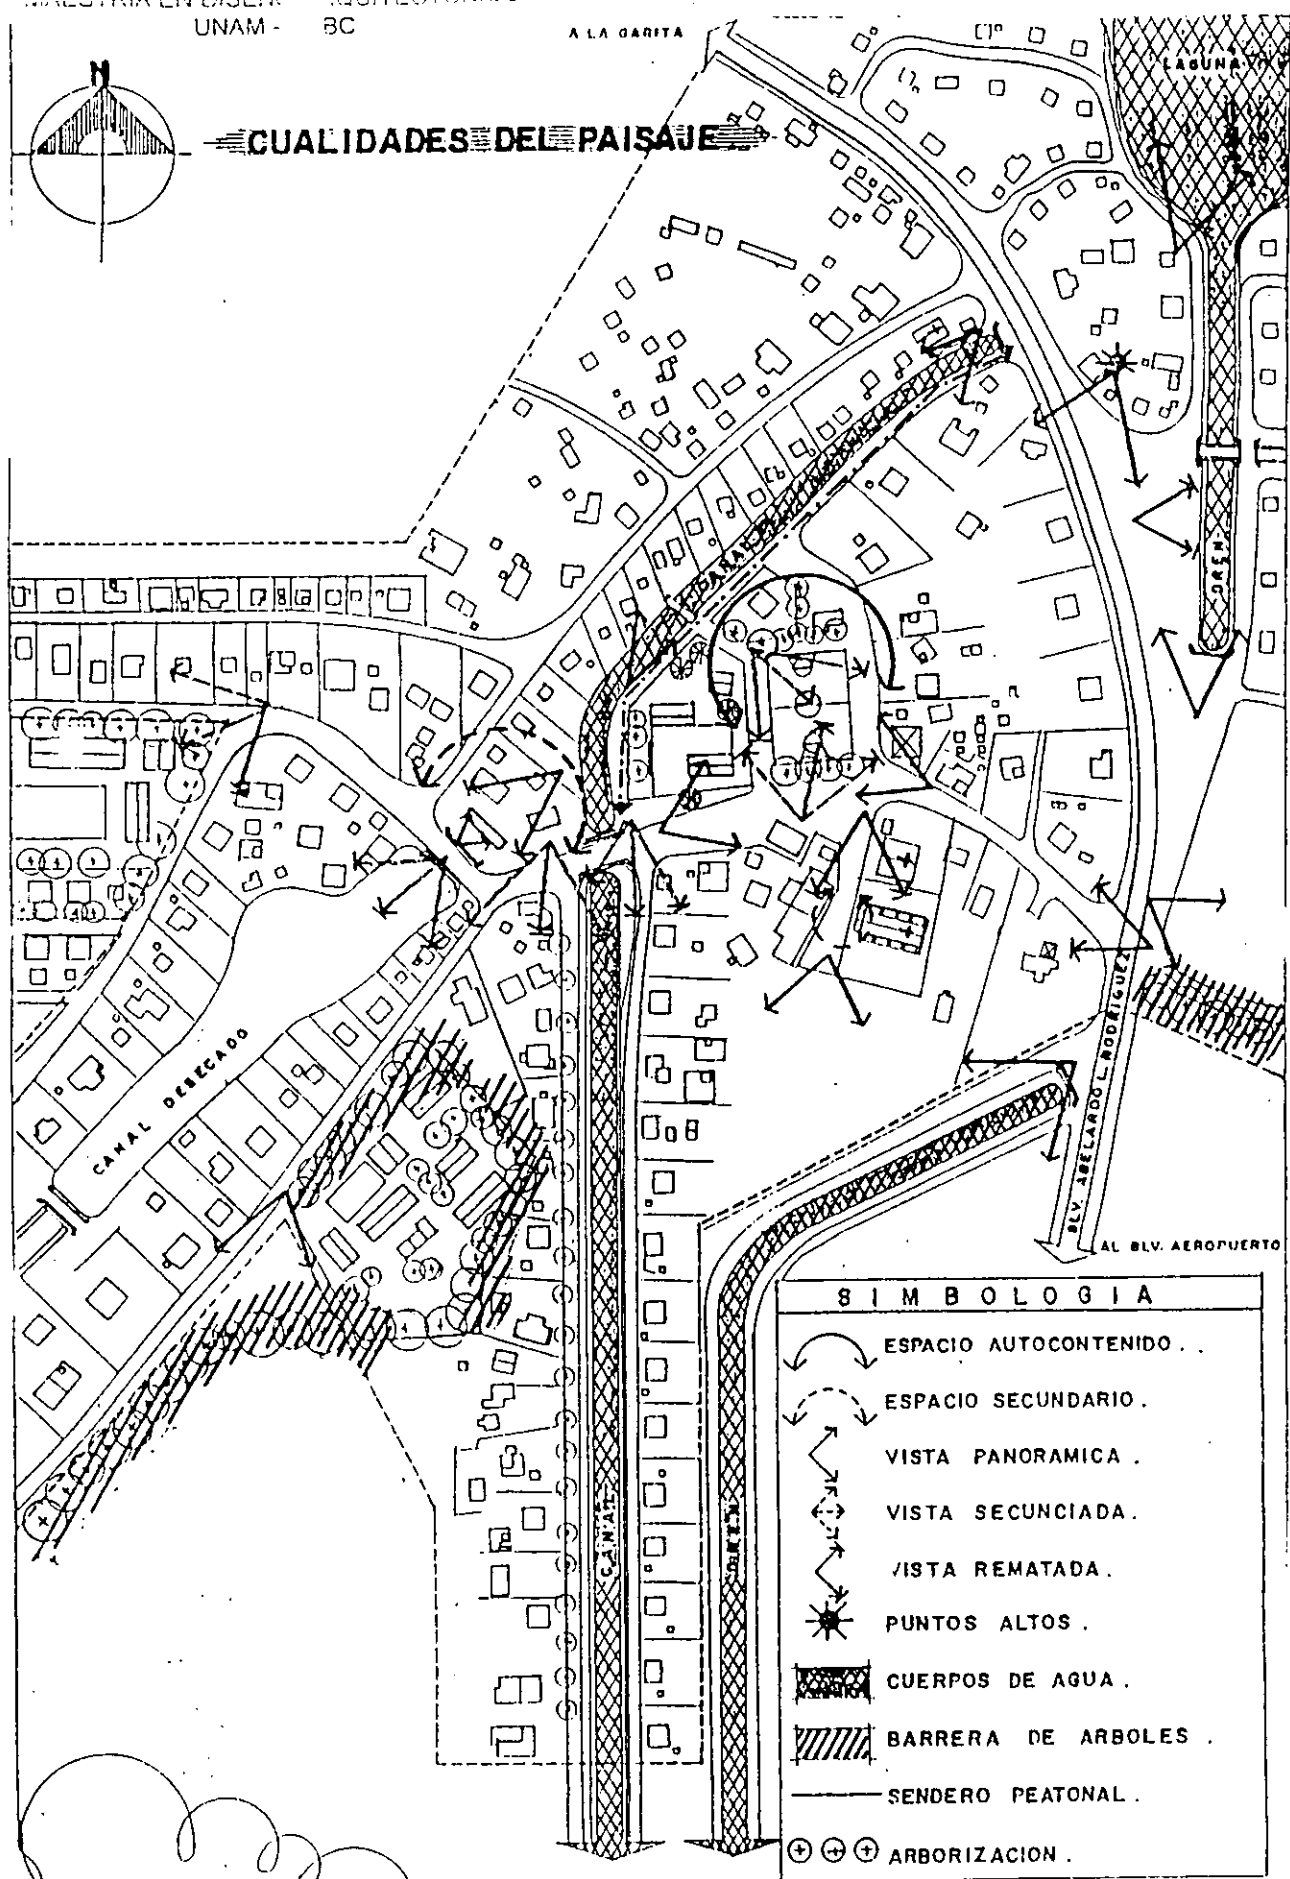 MAESTRIA EN
UNAM - BC
A LA GARITA
N
CUALIDADES DEL PAISAJE
LAGUNA
CANAL
DREN
CANAL DESECADO
BLV. ABELARDO L. RODRIGUEZ
AL BLV. AEROPUERTO
CANAL
DREN
SIMBOLOGIA
ESPACIO AUTOCONTENIDO . .
ESPACIO SECUNDARIO .
VISTA PANORAMICA .
VISTA SECUNCIADA .
VISTA REMATADA .
PUNTOS ALTOS .
CUERPOS DE AGUA .
BARRERA DE ARBOLES .
SENDERO PEATONAL .
ARBORIZACION .